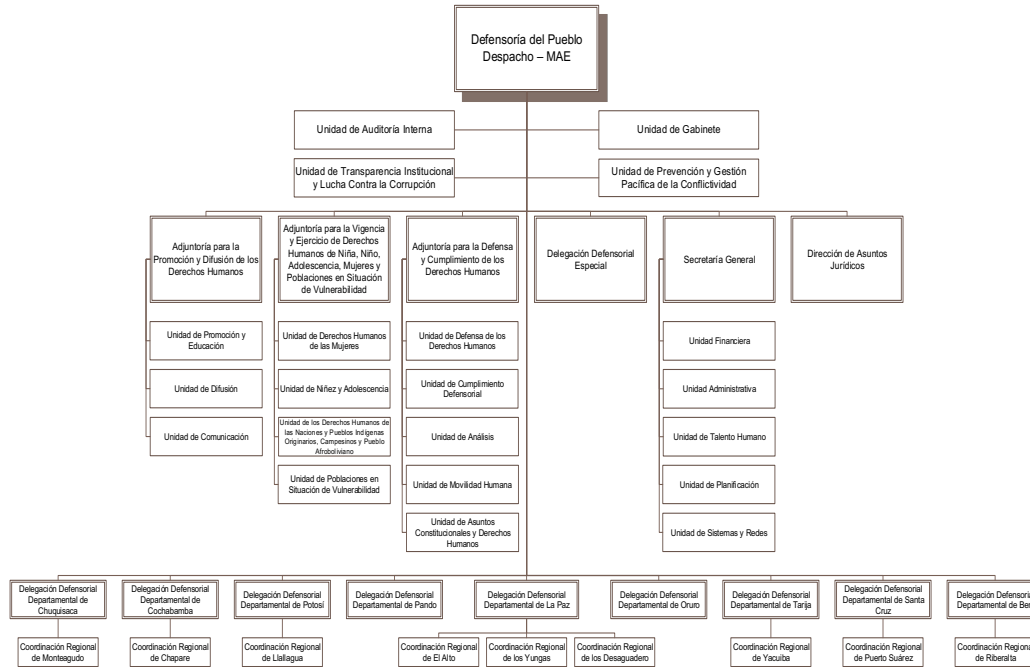 Defensoría del Pueblo
Despacho – MAE
Unidad de Auditoría Interna
Unidad de Gabinete
Unidad de Transparencia Institucional
y Lucha Contra la Corrupción
Unidad de Prevención y Gestión
Pacífica de la Conflictividad
Adjuntoría para la
Promoción y Difusión de los
Derechos Humanos
Adjuntoría para la Vigencia
y Ejercicio de Derechos
Humanos de Niña, Niño,
Adolescencia, Mujeres y
Poblaciones en Situación
de Vulnerabilidad
Adjuntoría para la Defensa
y Cumplimiento de los
Derechos Humanos
Delegación Defensorial
Especial
Secretaría General
Dirección de Asuntos
Jurídicos
Unidad de Promoción y
Educación
Unidad de Difusión
Unidad de Comunicación
Unidad de Derechos Humanos
de las Mujeres
Unidad de Niñez y Adolescencia
Unidad de los Derechos Humanos de
las Naciones y Pueblos Indígenas
Originarios, Campesinos y Pueblo
Afroboliviano
Unidad de Poblaciones en
Situación de Vulnerabilidad
Unidad de Defensa de los
Derechos Humanos
Unidad de Cumplimiento
Defensorial
Unidad de Análisis
Unidad de Movilidad Humana
Unidad de Asuntos
Constitucionales y Derechos
Humanos
Unidad Financiera
Unidad Administrativa
Unidad de Talento Humano
Unidad de Planificación
Unidad de Sistemas y Redes
Delegación Defensorial
Departamental de
Chuquisaca
Delegación Defensorial
Departamental de
Cochabamba
Delegación Defensorial
Departamental de Potosí
Delegación Defensorial
Departamental de Pando
Delegación Defensorial
Departamental de La Paz
Delegación Defensorial
Departamental de Oruro
Delegación Defensorial
Departamental de Tarija
Delegación Defensorial
Departamental de Santa
Cruz
Delegación Defensorial
Departamental de Beni
Coordinación Regional
de Monteagudo
Coordinación Regional
de Chapare
Coordinación Regional
de Llallagua
Coordinación Regional
de El Alto
Coordinación Regional
de los Yungas
Coordinación Regional
de los Desaguadero
Coordinación Regional
de Yacuiba
Coordinación Regional
de Puerto Suárez
Coordinación Regional
de Riberalta